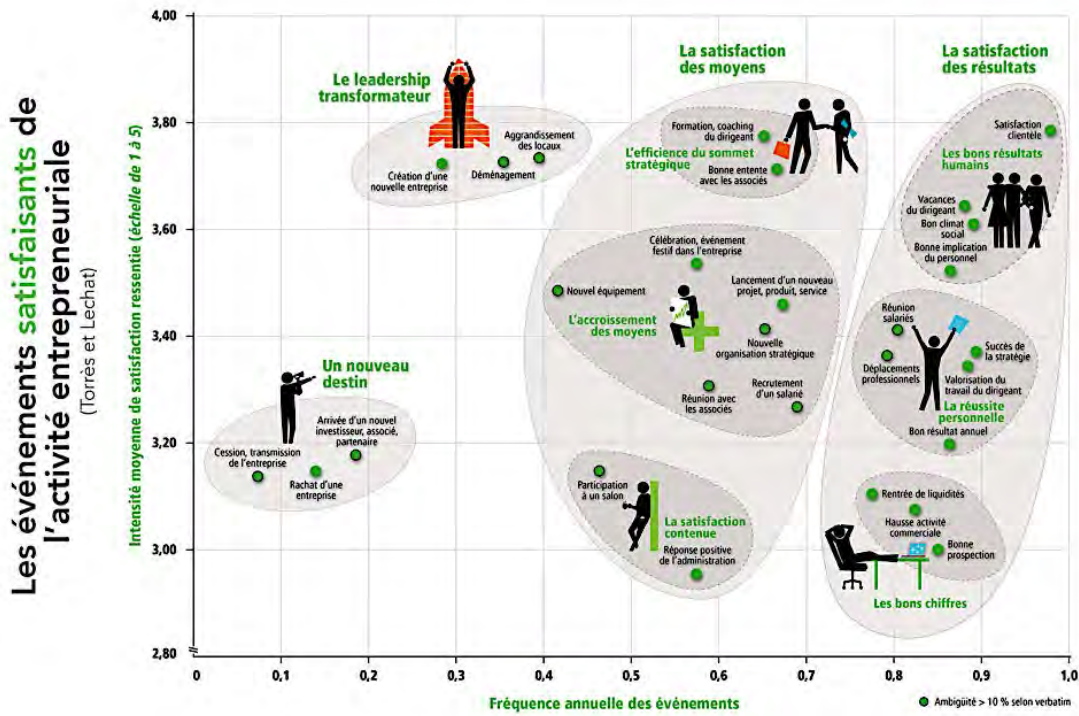 Les événements satisfaisants de
l'activité entrepreneuriale
(Torrès et Lechat)
Intensité moyenne de satisfaction ressentie (échelle de 1 à 5)
4,00
3,80
3,60
3,40
3,20
3,00
2,80
Le leadership
transformateur
Aggrandissement
des locaux
Création d'une
nouvelle entreprise
Déménagement
Un nouveau
destin
Arrivée d'un nouvel
investisseur, associé,
partenaire
Cession, transmission
de l'entreprise
Rachat d'une
entreprise
La satisfaction
des moyens
Formation, coaching
du dirigeant
L'efficience du sommet
stratégique
Bonne entente
avec les associés
Célébration, événement
festif dans l'entreprise
Nouvel équipement
Lancement d'un nouveau
projet, produit, service
L'accroissement
des moyens
Nouvelle
organisation stratégique
Réunion avec
les associés
Recrutement
d'un salarié
Participation
à un salon
La satisfaction
contenue
Réponse positive
de l'administration
La satisfaction
des résultats
Satisfaction
clientèle
Les bons résultats
humains
Vacances
du dirigeant
Bon climat
social
Bonne implication
du personnel
Réunion
salariés
Déplacements
professionnels
Succès de
la stratégie
Valorisation du
travail du dirigeant
La réussite
personnelle
Bon résultat annuel
Rentrée de liquidités
Hausse activité
commerciale
Bonne
prospection
Les bons chiffres
0
0,1
0,2
0,3
0,4
0,5
0,6
0,7
0,8
0,9
1,0
Fréquence annuelle des événements
Ambigüité > 10 % selon verbatim